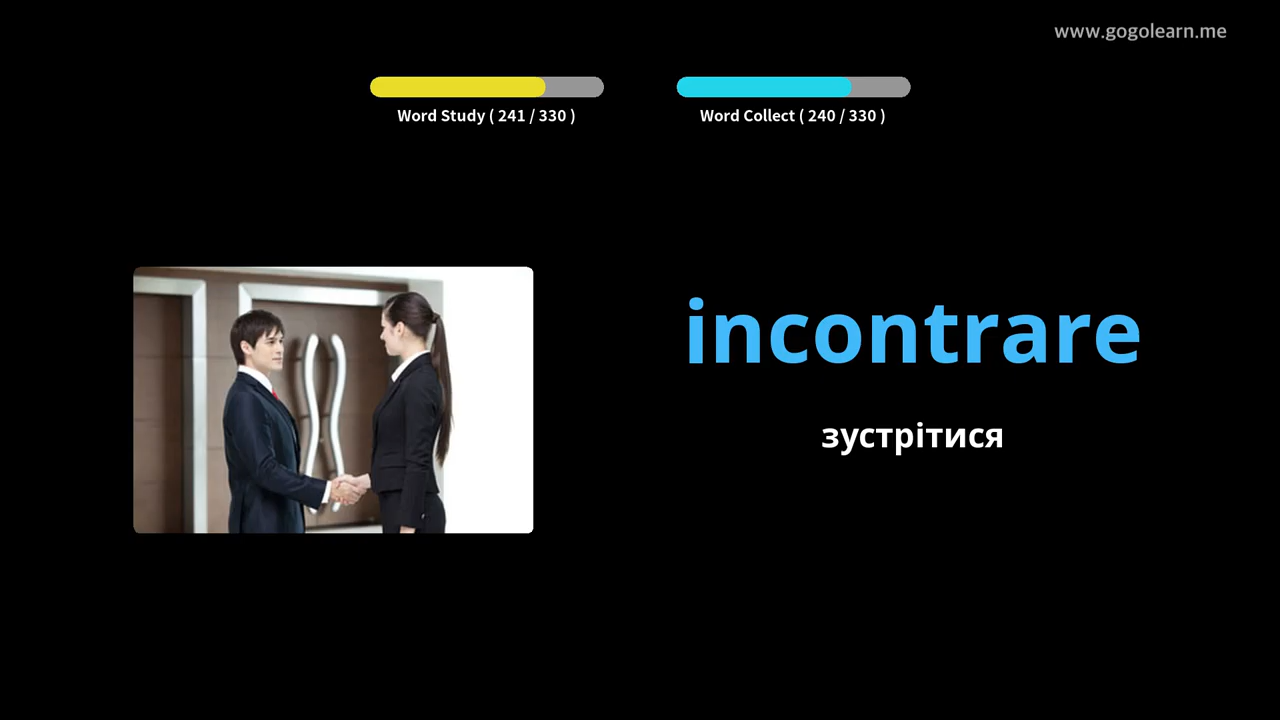 www.gogolearn.me
Word Study ( 241 / 330 )
Word Collect ( 240 / 330 )
incontrare
зустрітися